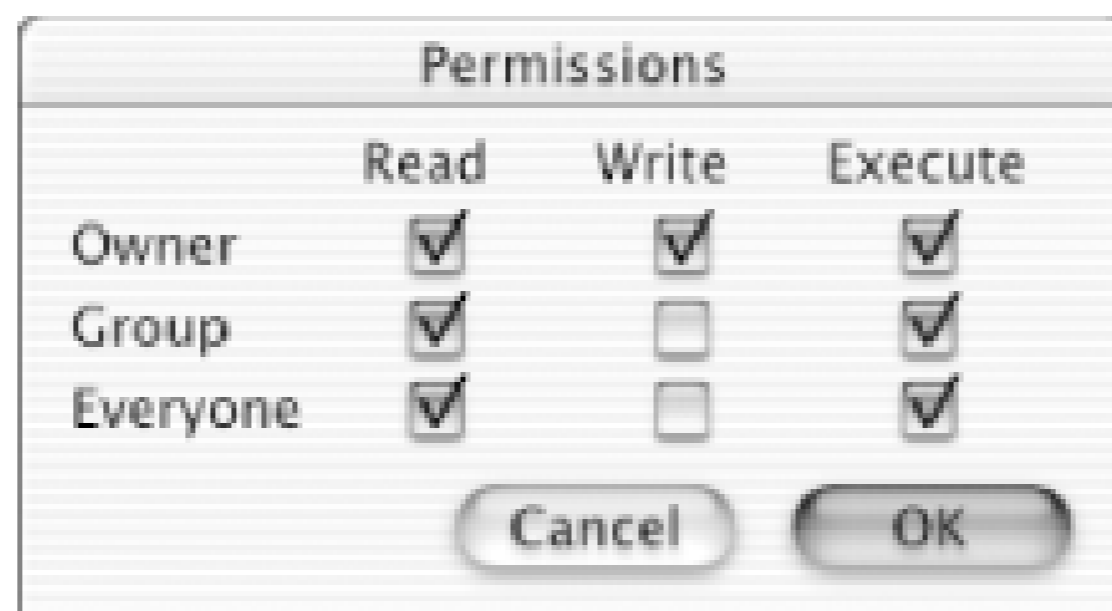 Permissions
Read Write Execute
Owner
Group
Everyone
Cancel OK